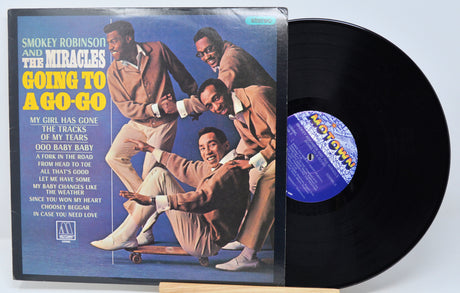 stereo
SMOKEY ROBINSON
AND
THE MIRACLES
GOING TO
A GO-GO
MY GIRL HAS GONE
THE TRACKS
OF MY TEARS
OOO BABY BABY
A FORK IN THE ROAD
FROM HEAD TO TOE
ALL THAT'S GOOD
LET ME HAVE SOME
MY BABY CHANGES LIKE
THE WEATHER
SINCE YOU WON MY HEART
CHOOSEY BEGGAR
IN CASE YOU NEED LOVE
MOTOWN